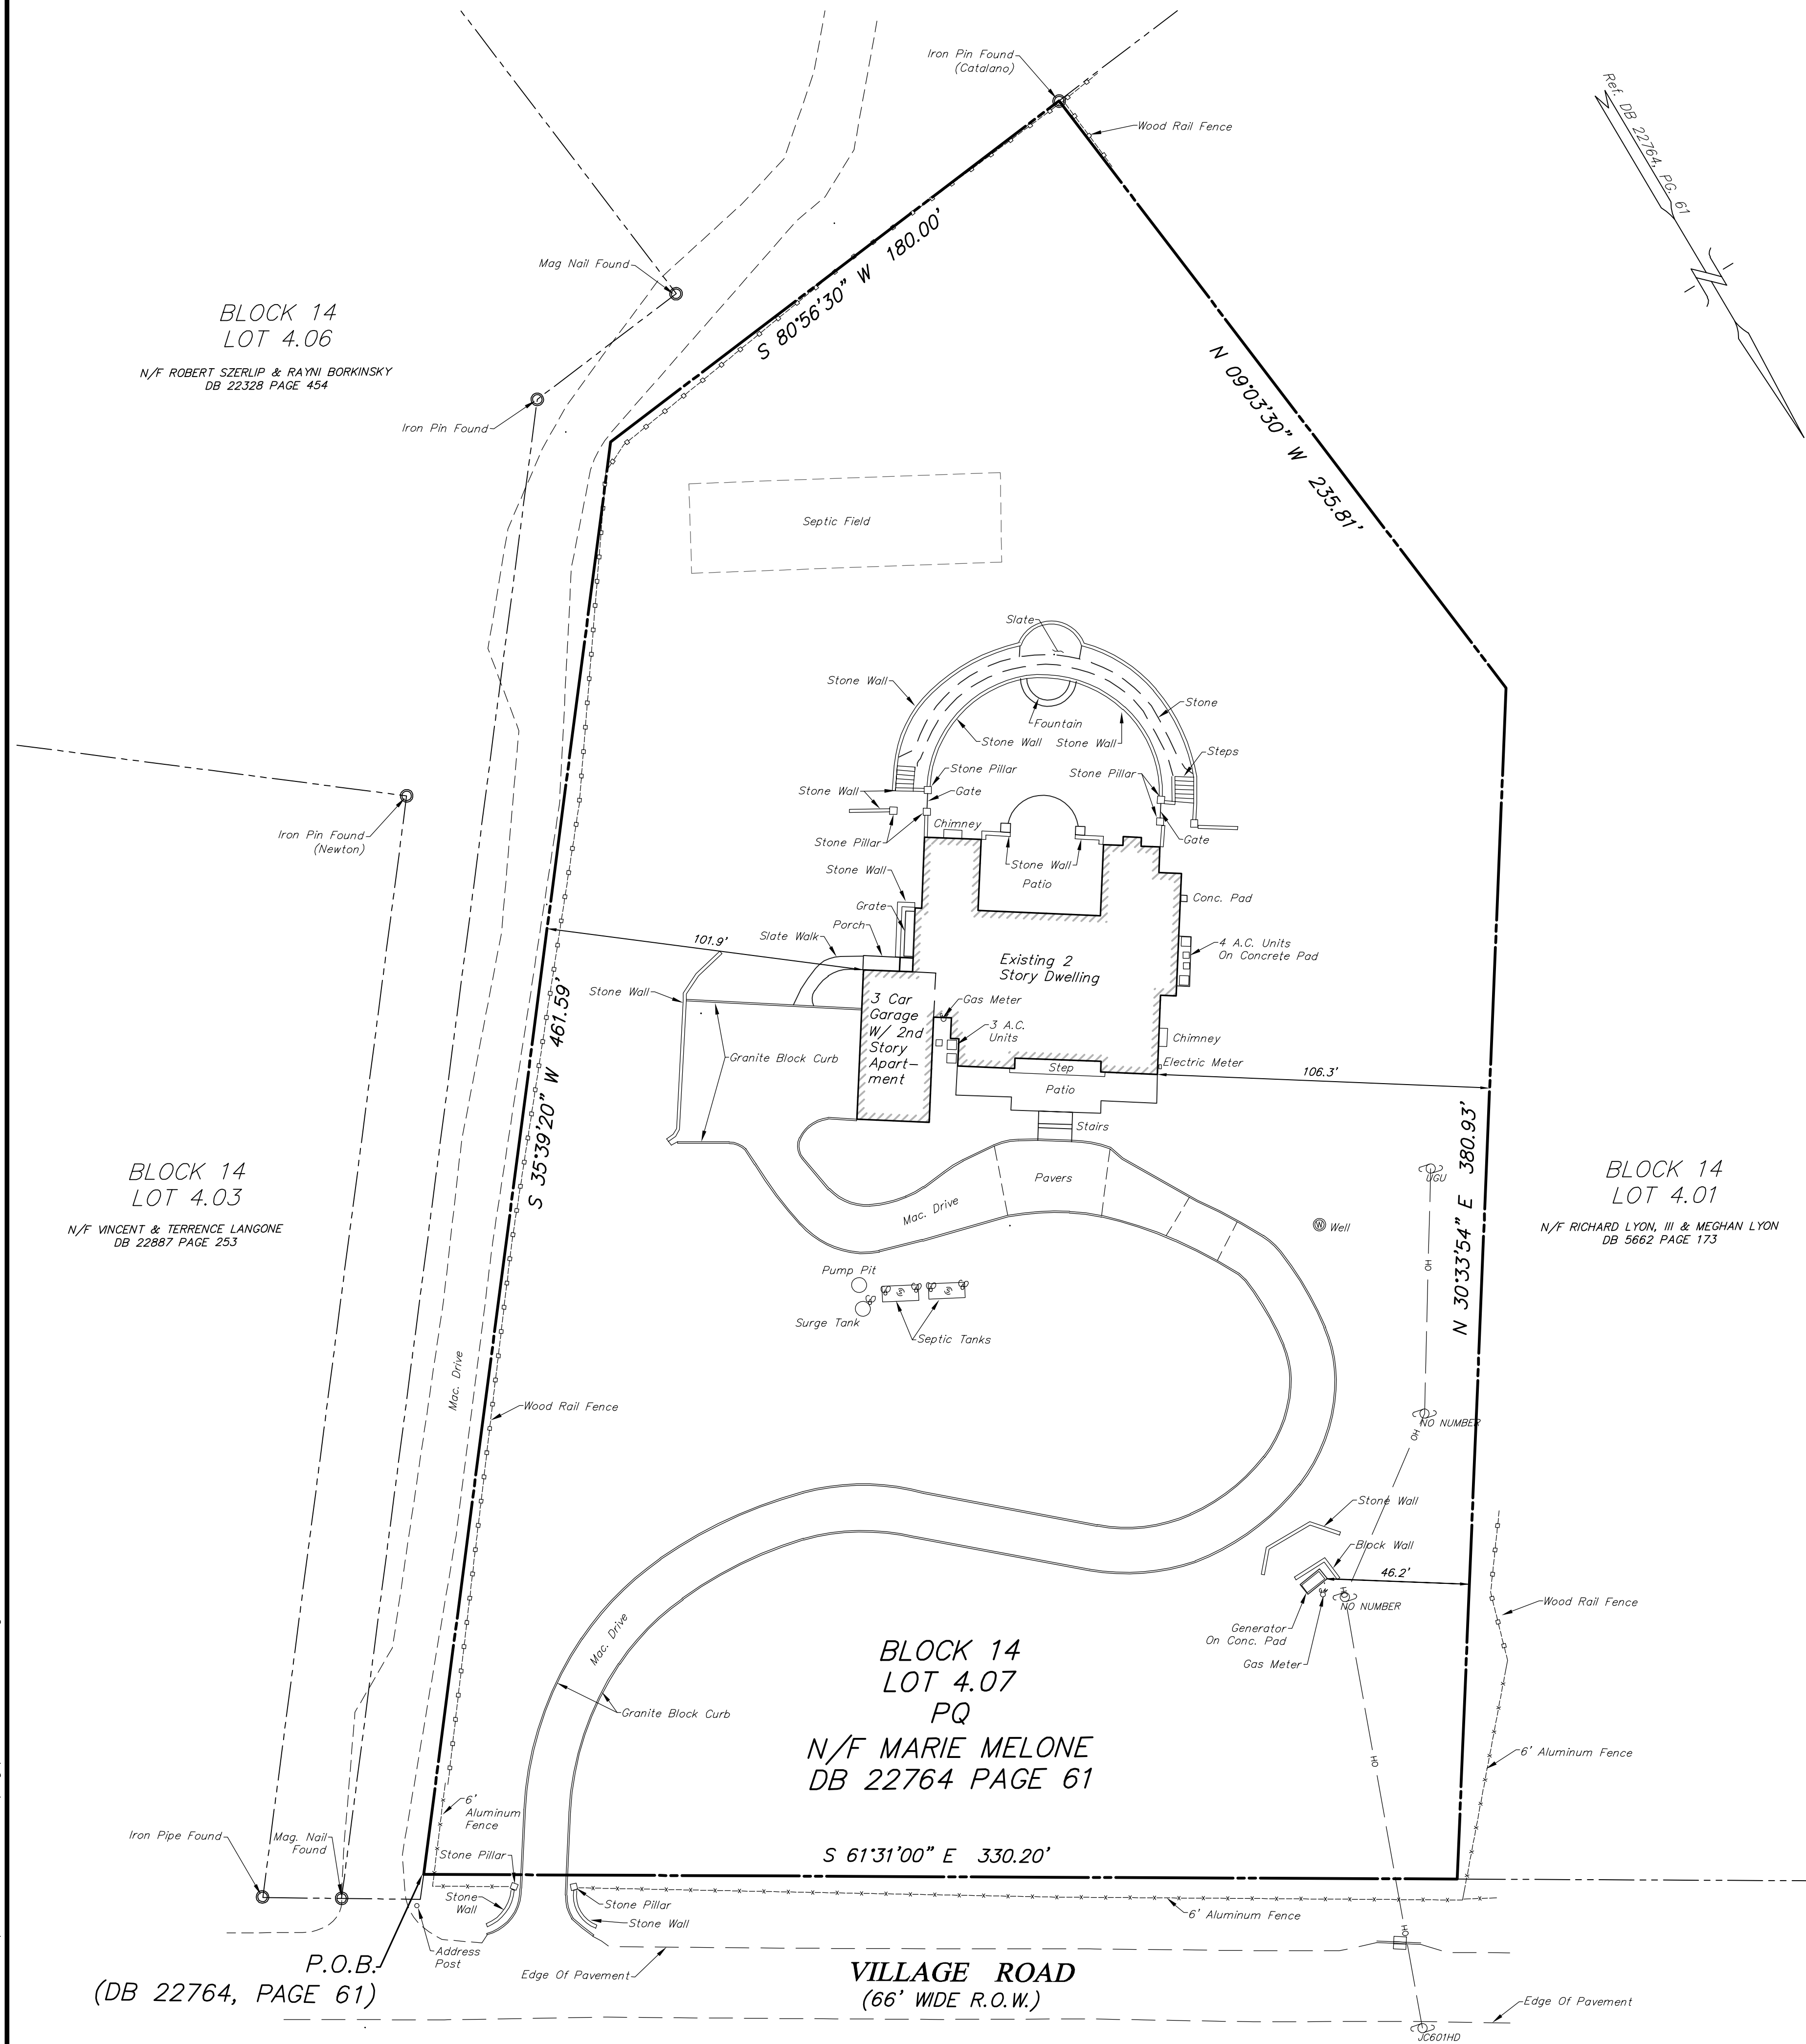 Iron Pin Found
(Catalano)
Wood Rail Fence
Ref. DB 22764, PG. 61
S 80°56'30" W 180.00'
Mag Nail Found
BLOCK 14
LOT 4.06
N/F ROBERT SZERLIP & RAYNI BORKINSKY
DB 22328 PAGE 454
Iron Pin Found
N 09°03'30" W 235.81'
Septic Field
Slate
Stone Wall
Stone
Fountain
Stone Wall
Stone Wall
Steps
Stone Pillar
Stone Pillar
Stone Wall
Gate
Chimney
Gate
Stone Pillar
Stone Wall
Iron Pin Found
(Newton)
Stone Wall
Patio
Grate
Conc. Pad
Porch
Slate Walk
101.9'
4 A.C. Units
On Concrete Pad
Existing 2
Story Dwelling
Stone Wall
3 Car
Garage
W/ 2nd
Story
Apart-
ment
Gas Meter
3 A.C.
Units
Chimney
Granite Block Curb
Step
Electric Meter
Patio
106.3'
Stairs
S 35°39'20" W 461.59'
N 30°33'54" E 380.93'
BLOCK 14
LOT 4.03
N/F VINCENT & TERRENCE LANGONE
DB 22887 PAGE 253
Pavers
Mac. Drive
UGU
BLOCK 14
LOT 4.01
N/F RICHARD LYON, III & MEGHAN LYON
DB 5662 PAGE 173
W
Well
OH
Pump Pit
Surge Tank
S
S
Septic Tanks
Mac. Drive
Wood Rail Fence
NO NUMBER
OH
Stone Wall
Block Wall
46.2'
OH
NO NUMBER
Generator
On Conc. Pad
Gas Meter
Wood Rail Fence
Mac. Drive
Granite Block Curb
BLOCK 14
LOT 4.07
PQ
N/F MARIE MELONE
DB 22764 PAGE 61
OH
6' Aluminum Fence
6'
Aluminum
Fence
Iron Pipe Found
Mag. Nail
Found
Stone Pillar
S 61°31'00" E 330.20'
Stone
Wall
Stone Pillar
Stone Wall
6' Aluminum Fence
OH
Address
Post
P.O.B.
(DB 22764, PAGE 61)
Edge Of Pavement
VILLAGE ROAD
(66' WIDE R.O.W.)
Edge Of Pavement
JC601HD